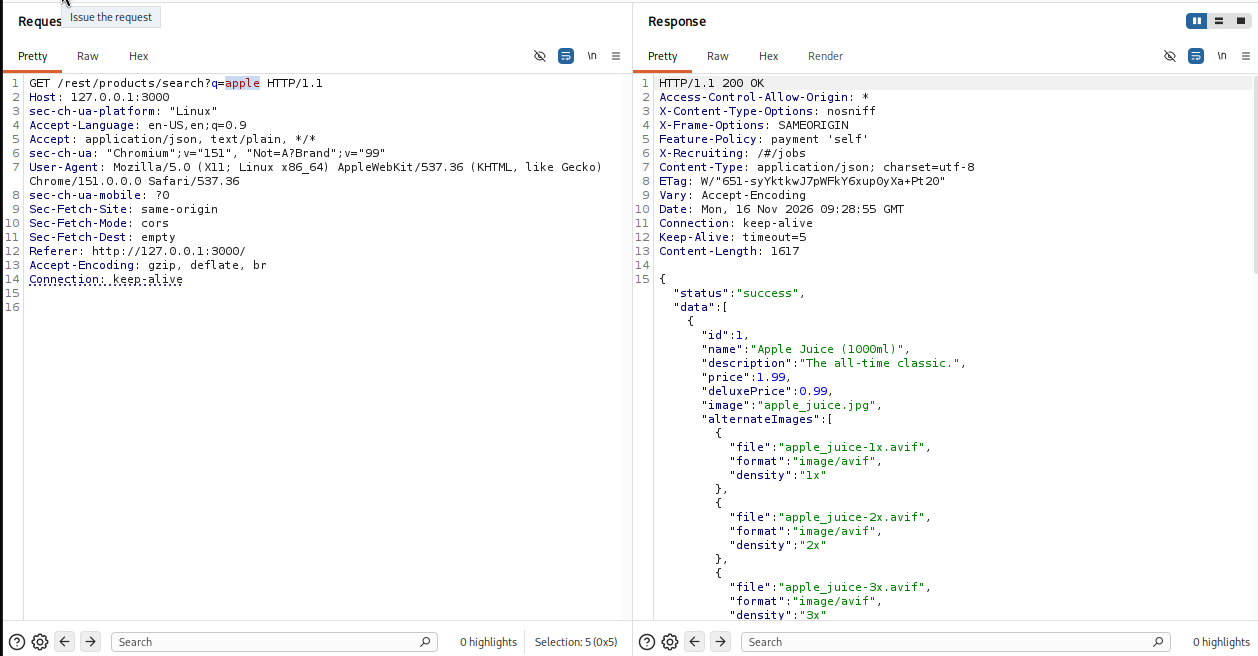 Issue the request
Request
Pretty Raw Hex
\n
1 GET /rest/products/search?q=apple HTTP/1.1
2 Host: 127.0.0.1:3000
3 sec-ch-ua-platform: "Linux"
4 Accept-Language: en-US,en;q=0.9
5 Accept: application/json, text/plain, */*
6 sec-ch-ua: "Chromium";v="151", "Not=A?Brand";v="99"
7 User-Agent: Mozilla/5.0 (X11; Linux x86_64) AppleWebKit/537.36 (KHTML, like Gecko)
Chrome/151.0.0.0 Safari/537.36
8 sec-ch-ua-mobile: ?0
9 Sec-Fetch-Site: same-origin
10 Sec-Fetch-Mode: cors
11 Sec-Fetch-Dest: empty
12 Referer: http://127.0.0.1:3000/
13 Accept-Encoding: gzip, deflate, br
14 Connection: keep-alive
15
16
Search
0 highlights
Selection: 5 (0x5)
Response
Pretty Raw Hex Render
\n
1 HTTP/1.1 200 OK
2 Access-Control-Allow-Origin: *
3 X-Content-Type-Options: nosniff
4 X-Frame-Options: SAMEORIGIN
5 Feature-Policy: payment 'self'
6 X-Recruiting: /#/jobs
7 Content-Type: application/json; charset=utf-8
8 ETag: W/"651-syYktkwJ7pWFkY6xup0yXa+Pt20"
9 Vary: Accept-Encoding
10 Date: Mon, 16 Nov 2026 09:28:55 GMT
11 Connection: keep-alive
12 Keep-Alive: timeout=5
13 Content-Length: 1617
14
15 {
"status":"success",
"data":[
{
"id":1,
"name":"Apple Juice (1000ml)",
"description":"The all-time classic.",
"price":1.99,
"deluxePrice":0.99,
"image":"apple_juice.jpg",
"alternateImages":[
{
"file":"apple_juice-1x.avif",
"format":"image/avif",
"density":"1x"
},
{
"file":"apple_juice-2x.avif",
"format":"image/avif",
"density":"2x"
},
{
"file":"apple_juice-3x.avif",
"format":"image/avif",
"density":"3x"
Search
0 highlights